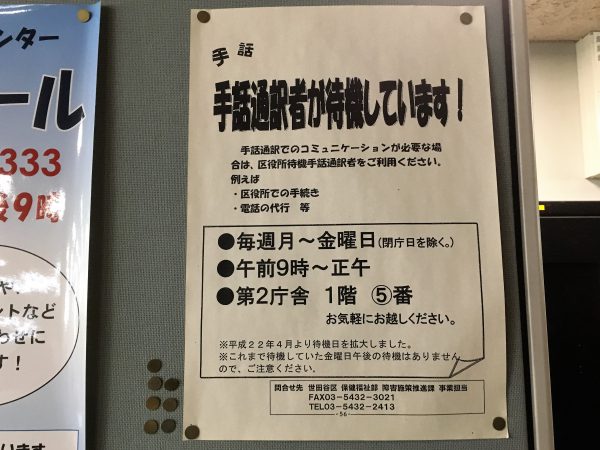 ンター
ール
333
後9時
や、
ントなど
わせに
す！
います
手話
手話通訳者が待機しています！
手話通訳でのコミュニケーションが必要な場
合は、区役所待機手話通訳者をご利用ください。
例えば
・区役所での手続き
・電話の代行　等
●毎週月～金曜日(閉庁日を除く。)
●午前9時～正午
●第2庁舎　1階　⑤番
お気軽にお越しください。
※平成２２年４月より待機日を拡大しました。
※これまで待機していた金曜日午後の待機はありません
ので、ご注意ください。
問合せ先　世田谷区　保健福祉部　障害施策推進課　事業担当
FAX03-5432-3021
TEL03-5432-2413
-56-